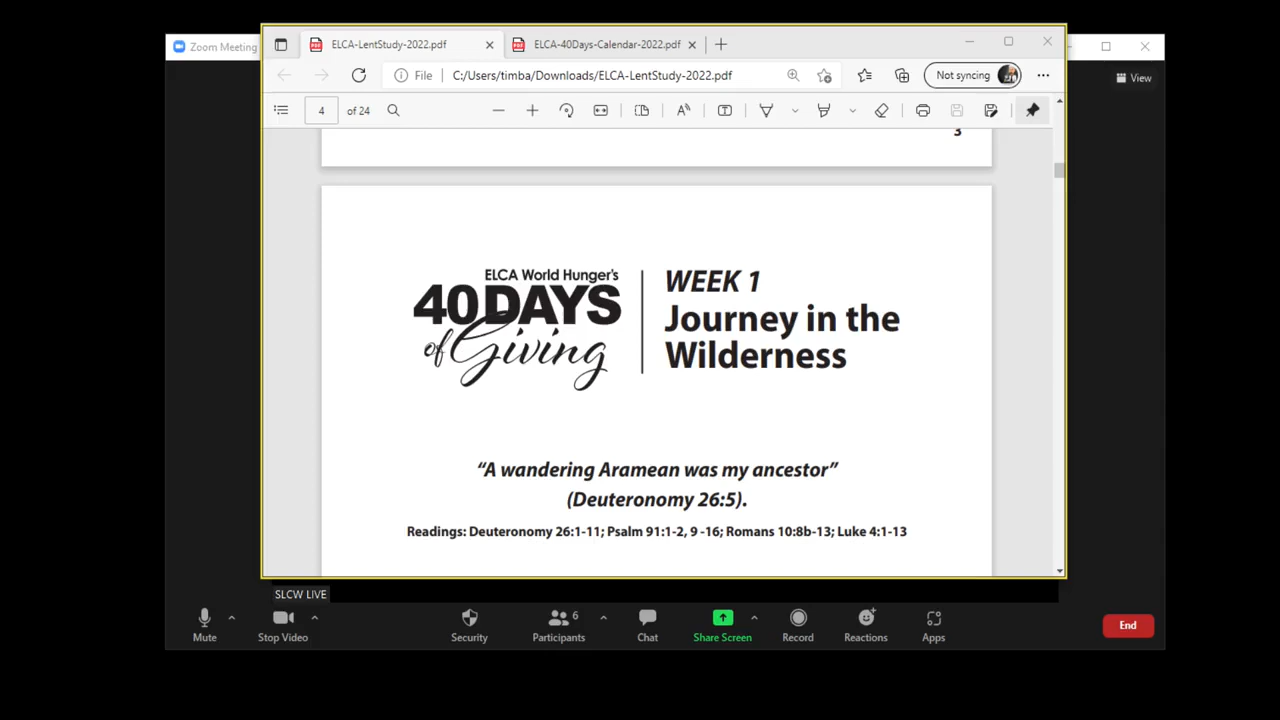 Zoom Meeting
ELCA-LentStudy-2022.pdf
ELCA-40Days-Calendar-2022.pdf
View
File
C:/Users/timba/Downloads/ELCA-LentStudy-2022.pdf
Not syncing
4 of 24
3
ELCA World Hunger's
40 DAYS
of Giving
WEEK 1
Journey in the
Wilderness
“A wandering Aramean was my ancestor”
(Deuteronomy 26:5).
Readings: Deuteronomy 26:1-11; Psalm 91:1-2, 9 -16; Romans 10:8b-13; Luke 4:1-13
SLCW LIVE
6
Mute Stop Video Security Participants Chat Share Screen Record Reactions Apps End